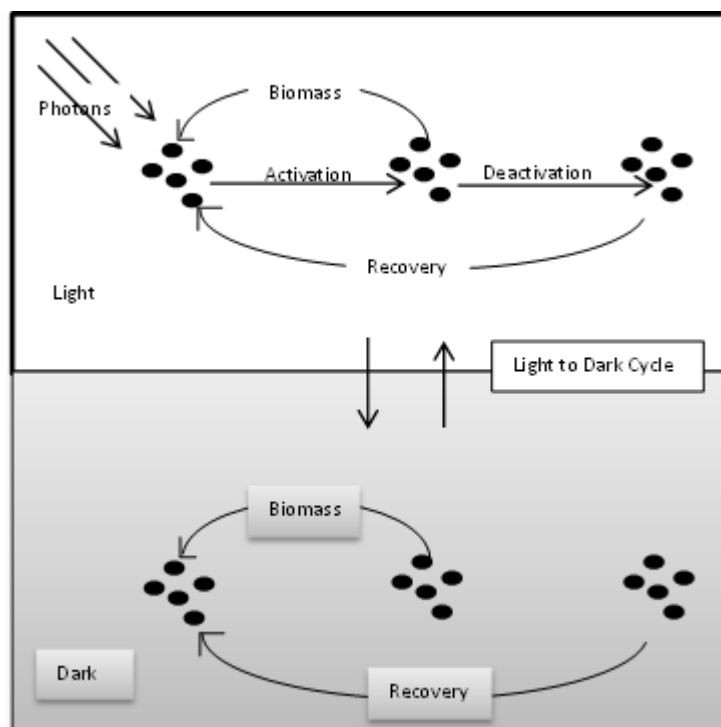 Biomass
Photons
Activation
Deactivation
Recovery
Light
Light to Dark Cycle
Biomass
Dark
Recovery